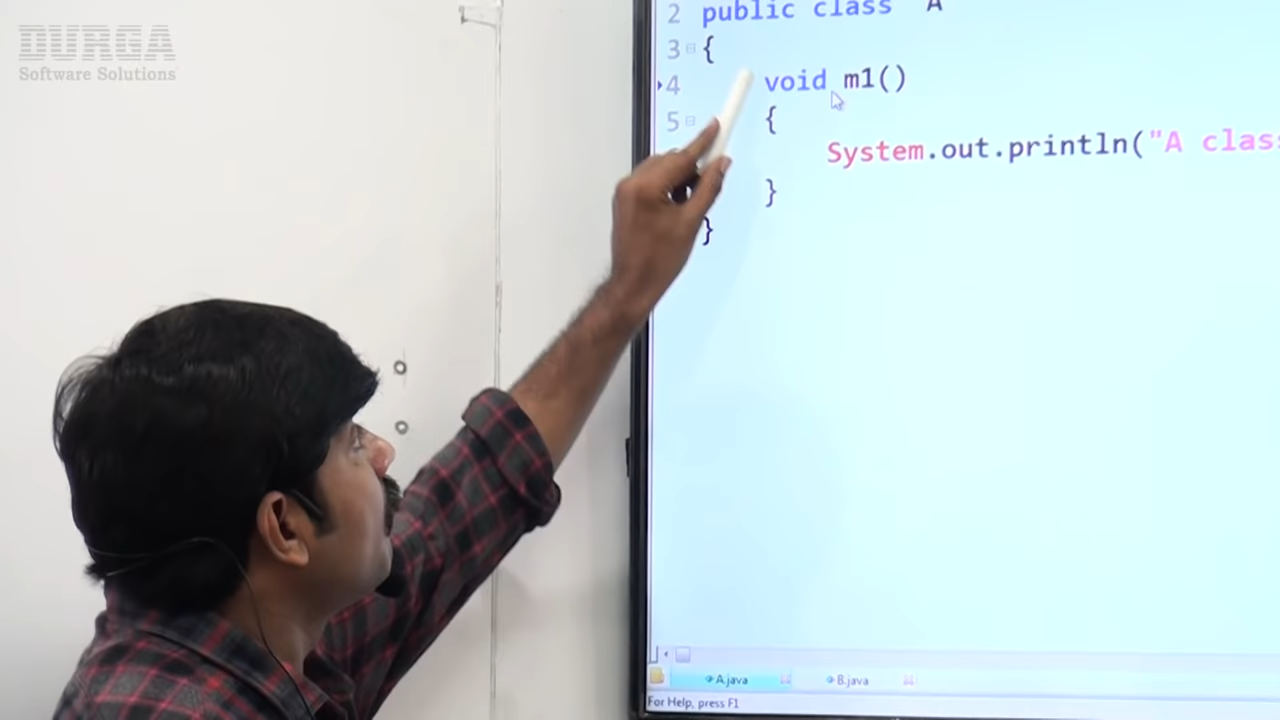 DURGA
Software Solutions
2 public class A
3 {
4 void m1()
5 {
System.out.println("A clas
}
}
A.java B.java
For Help, press F1